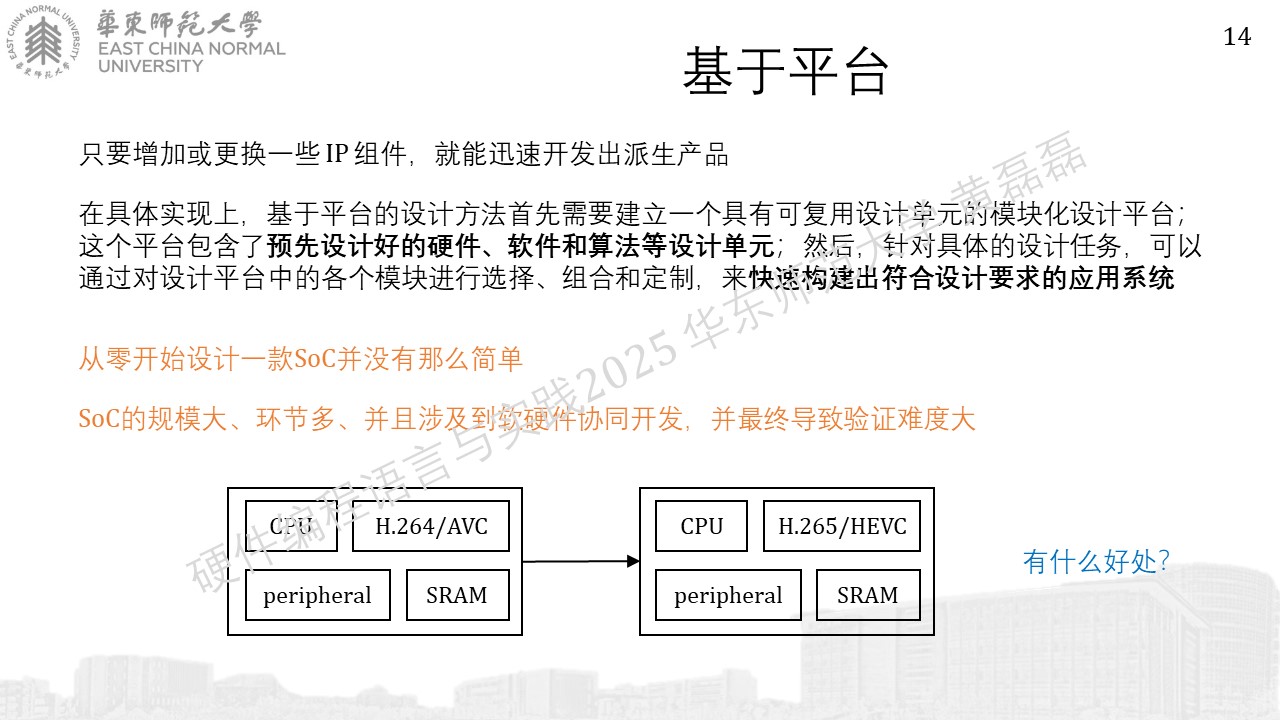 華東師範大學
EAST CHINA NORMAL
UNIVERSITY
EAST CHINA NORMAL UNIVERSITY
華東師範大學
14
基于平台
只要增加或更换一些 IP 组件，就能迅速开发出派生产品
在具体实现上，基于平台的设计方法首先需要建立一个具有可复用设计单元的模块化设计平台；
这个平台包含了预先设计好的硬件、软件和算法等设计单元；然后，针对具体的设计任务，可以
通过对设计平台中的各个模块进行选择、组合和定制，来快速构建出符合设计要求的应用系统
从零开始设计一款SoC并没有那么简单
SoC的规模大、环节多、并且涉及到软硬件协同开发，并最终导致验证难度大
CPU
H.264/AVC
peripheral
SRAM
CPU
H.265/HEVC
peripheral
SRAM
有什么好处？
硬件编程语言与实践2025 华东师范大学 黄磊磊